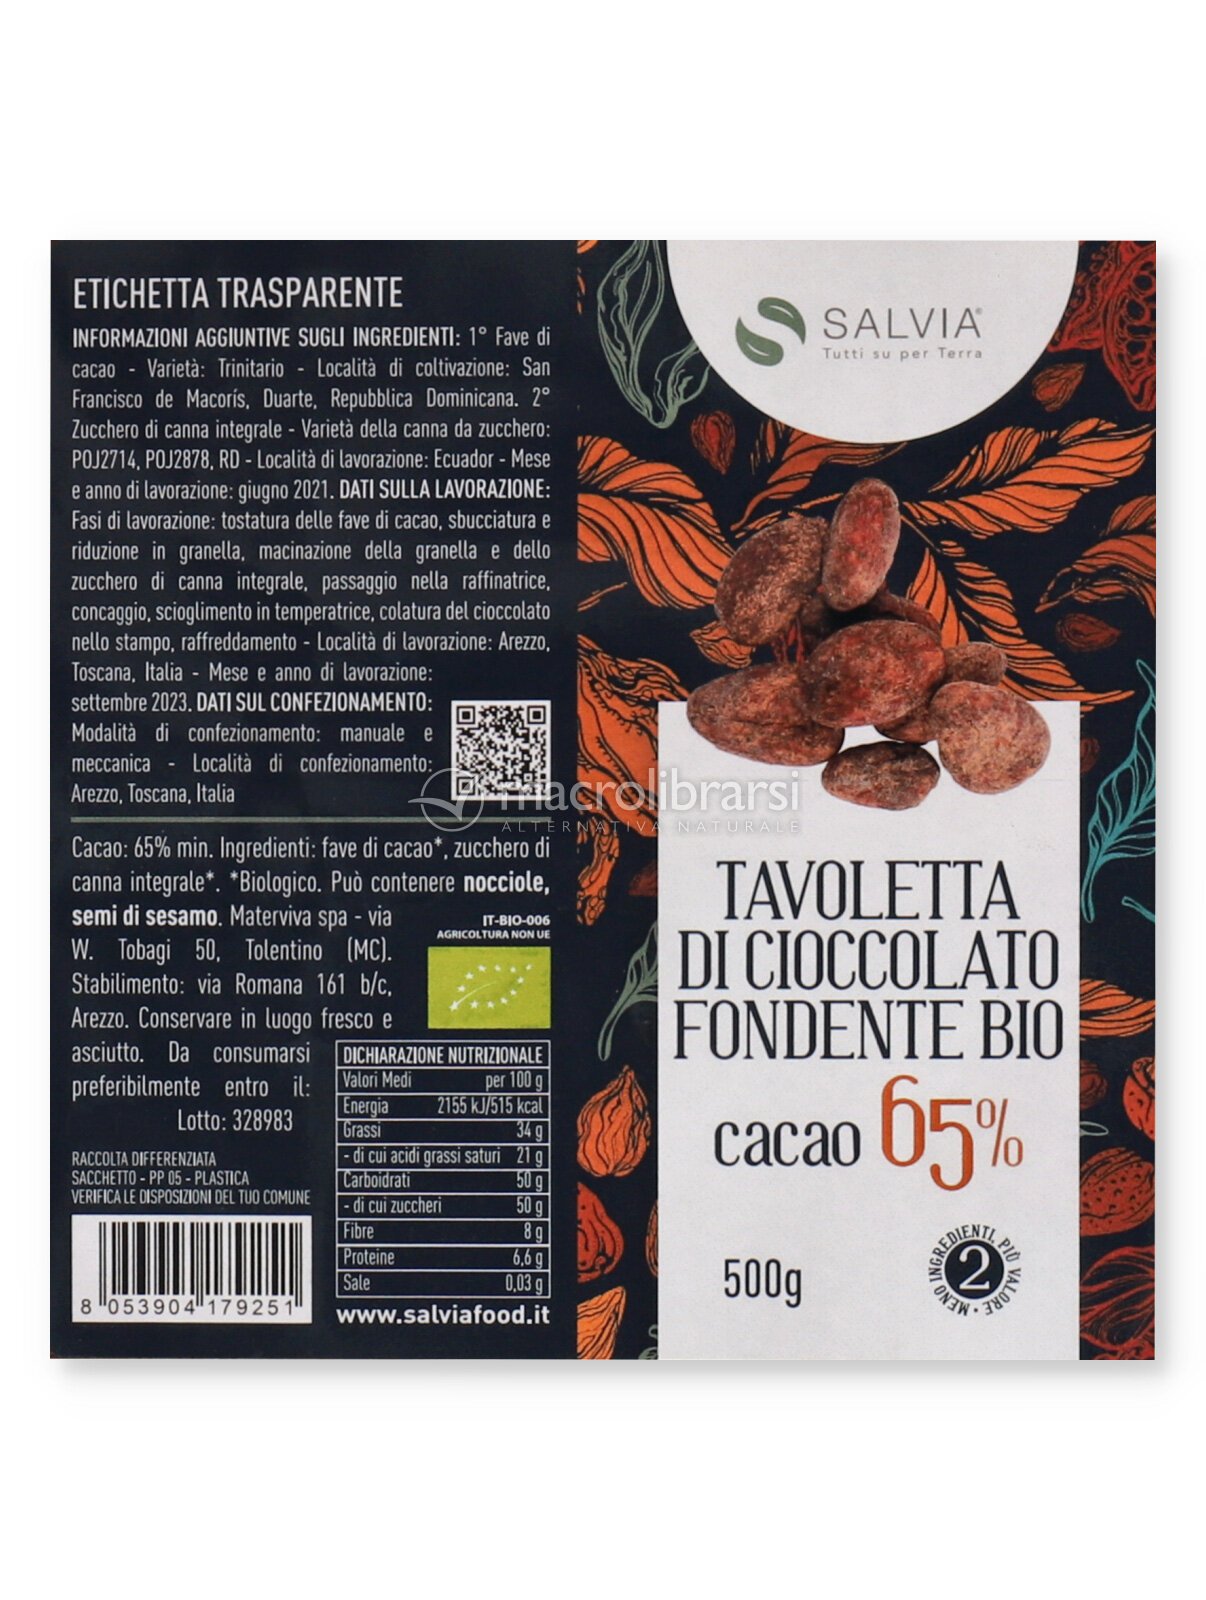 ETICHETTA TRASPARENTE
INFORMAZIONI AGGIUNTIVE SUGLI INGREDIENTI: 1° Fave di
cacao - Varietà: Trinitario - Località di coltivazione: San
Francisco de Macorís, Duarte, Repubblica Dominicana. 2°
Zucchero di canna integrale - Varietà della canna da zucchero:
POJ2714, POJ2878, RD - Località di lavorazione: Ecuador - Mese
e anno di lavorazione: giugno 2021. DATI SULLA LAVORAZIONE:
Fasi di lavorazione: tostatura delle fave di cacao, sbucciatura e
riduzione in granella, macinazione della granella e dello
zucchero di canna integrale, passaggio nella raffinatrice,
concaggio, scioglimento in temperatrice, colatura del cioccolato
nello stampo, raffreddamento - Località di lavorazione: Arezzo,
Toscana, Italia - Mese e anno di lavorazione:
settembre 2023. DATI SUL CONFEZIONAMENTO:
Modalità di confezionamento: manuale e
meccanica - Località di confezionamento:
Arezzo, Toscana, Italia
Cacao: 65% min. Ingredienti: fave di cacao*, zucchero di
canna integrale*. *Biologico. Può contenere nocciole,
semi di sesamo. Materviva spa - via
W. Tobagi 50, Tolentino (MC).
Stabilimento: via Romana 161 b/c,
Arezzo. Conservare in luogo fresco e
asciutto. Da consumarsi
preferibilmente entro il:
Lotto: 328983
IT-BIO-006
AGRICOLTURA NON UE
RACCOLTA DIFFERENZIATA
SACCHETTO - PP 05 - PLASTICA
VERIFICA LE DISPOSIZIONI DEL TUO COMUNE
8 053904 179251
DICHIARAZIONE NUTRIZIONALE
Valori Medi per 100 g
Energia 2155 kJ/515 kcal
Grassi 34 g
- di cui acidi grassi saturi 21 g
Carboidrati 50 g
- di cui zuccheri 50 g
Fibre 8 g
Proteine 6,6 g
Sale 0,03 g
www.salviafood.it
macrolibrarsi
ALTERNATIVA NATURALE
SALVIA®
Tutti su per Terra
TAVOLETTA
DI CIOCCOLATO
FONDENTE BIO
cacao 65%
500g
MENO INGREDIENTI, PIÙ VALORE •
2